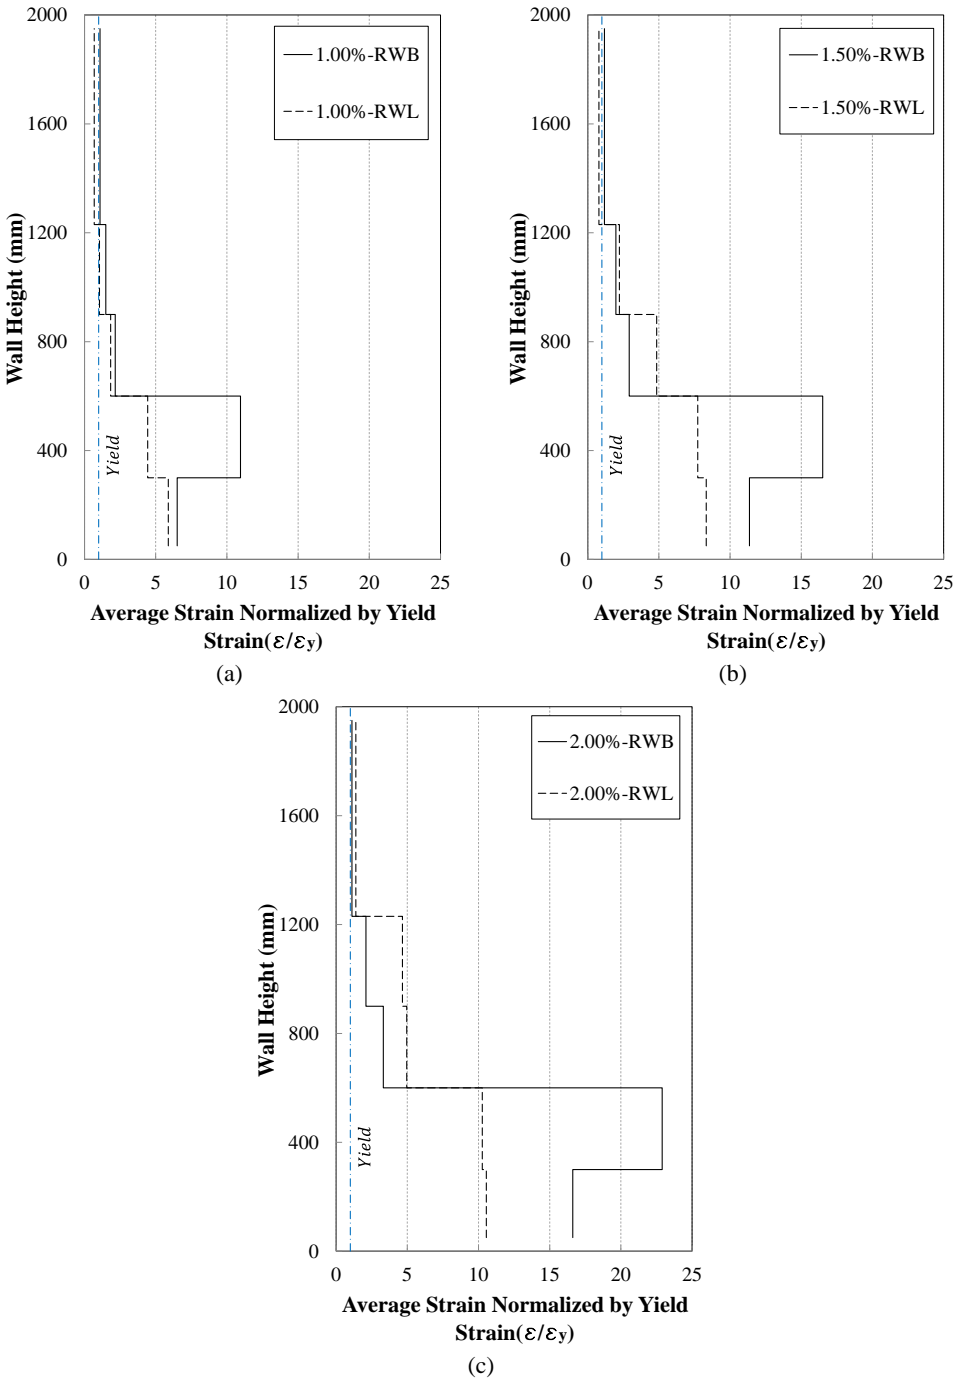 2000
1600
1200
800
400
0
Wall Height (mm)
1.00%-RWB
1.00%-RWL
Yield
0 5 10 15 20 25
Average Strain Normalized by Yield
Strain(ε/εy)
(a)
2000
1600
1200
800
400
0
Wall Height (mm)
1.50%-RWB
1.50%-RWL
Yield
0 5 10 15 20 25
Average Strain Normalized by Yield
Strain(ε/εy)
(b)
2000
1600
1200
800
400
0
Wall Height (mm)
2.00%-RWB
2.00%-RWL
Yield
0 5 10 15 20 25
Average Strain Normalized by Yield
Strain(ε/εy)
(c)